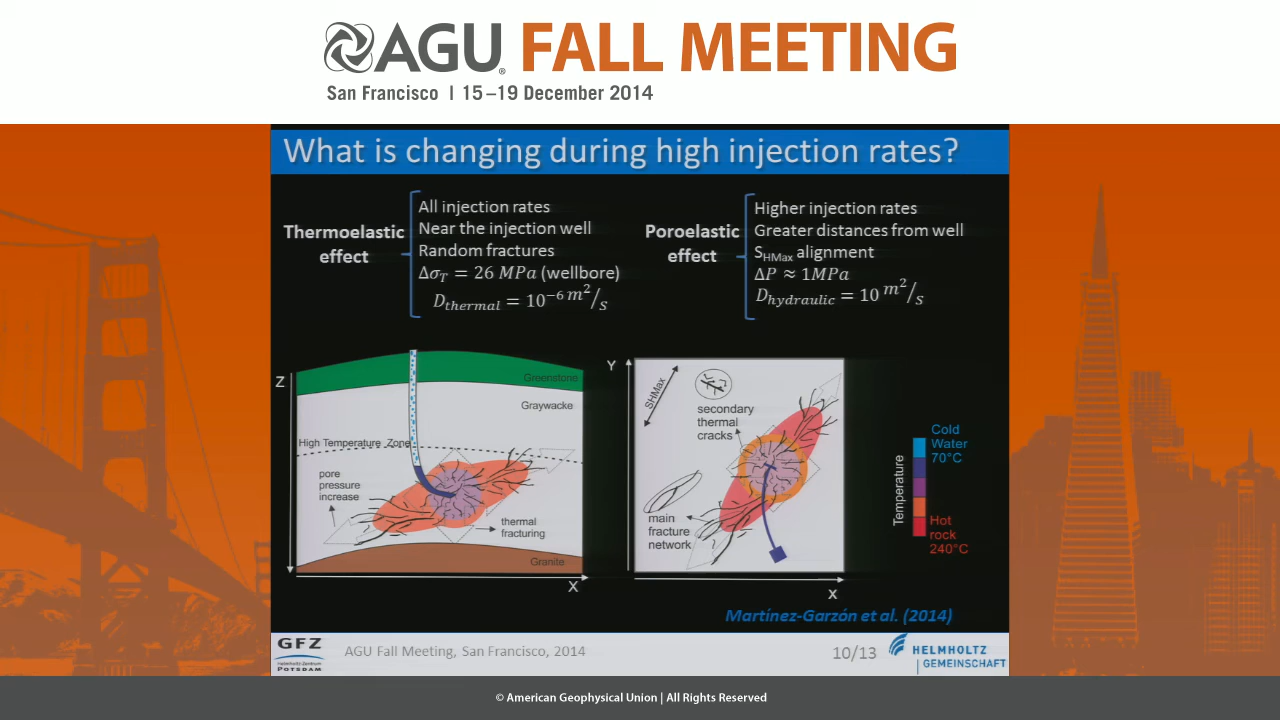 AGU FALL MEETING
San Francisco | 15–19 December 2014
What is changing during high injection rates?
Thermoelastic
effect
All injection rates
Near the injection well
Random fractures
Δσ_T = 26 MPa (wellbore)
D_thermal = 10⁻⁶ m²/s
Poroelastic
effect
Higher injection rates
Greater distances from well
S_HMax alignment
ΔP ≈ 1MPa
D_hydraulic = 10 m²/s
Z
Greenstone
Graywacke
High Temperature Zone
pore
pressure
increase
thermal
fracturing
Granite
X
Y
SHMax
secondary
thermal
cracks
main
fracture
network
x
Temperature
Cold
Water
70°C
Hot
rock
240°C
Martínez-Garzón et al. (2014)
GFZ
Helmholtz-Zentrum
POTSDAM
AGU Fall Meeting, San Francisco, 2014
10/13
HELMHOLTZ
GEMEINSCHAFT
© American Geophysical Union | All Rights Reserved